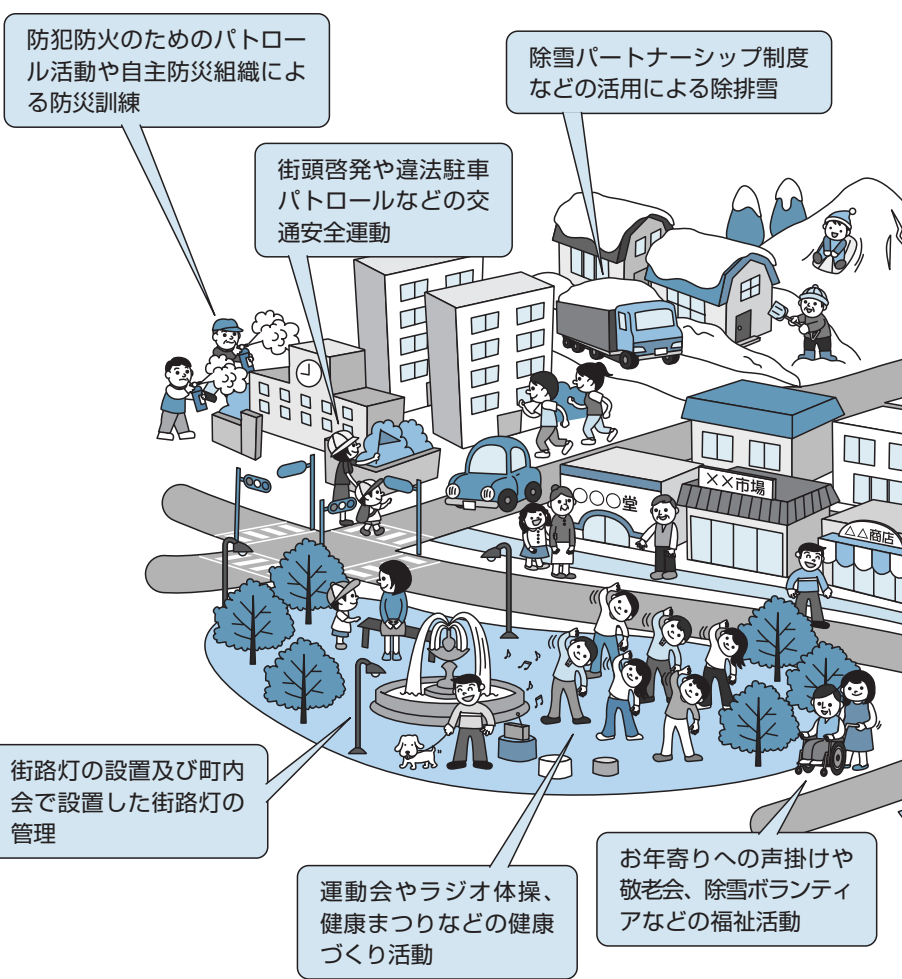 防犯防火のためのパトロー
ル活動や自主防災組織によ
る防災訓練
除雪パートナーシップ制度
などの活用による除排雪
街頭啓発や違法駐車
パトロールなどの交
通安全運動
××市場
○○○堂
△△商店
街路灯の設置及び町内
会で設置した街路灯の
管理
運動会やラジオ体操、
健康まつりなどの健康
づくり活動
お年寄りへの声掛けや
敬老会、除雪ボランティ
アなどの福祉活動